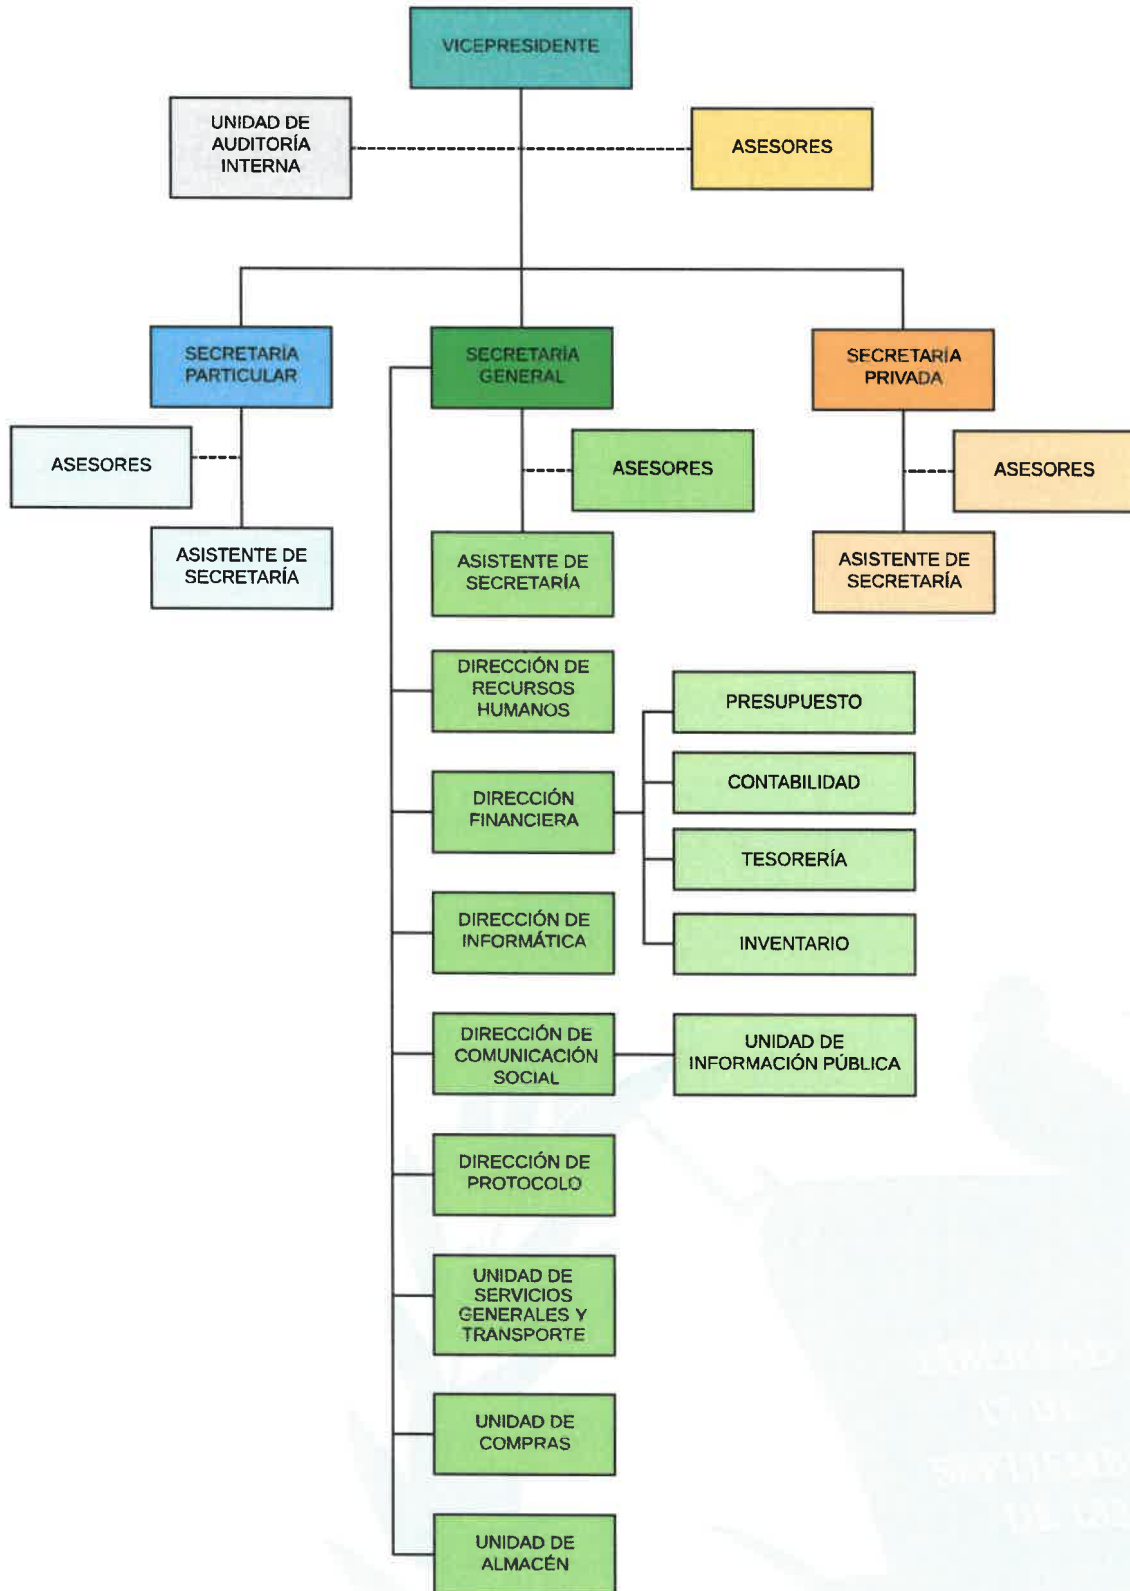 VICEPRESIDENTE
UNIDAD DE
AUDITORÍA
INTERNA
ASESORES
SECRETARÍA
PARTICULAR
SECRETARÍA
GENERAL
SECRETARÍA
PRIVADA
ASESORES
ASESORES
ASESORES
ASISTENTE DE
SECRETARÍA
ASISTENTE DE
SECRETARÍA
ASISTENTE DE
SECRETARÍA
DIRECCIÓN DE
RECURSOS
HUMANOS
PRESUPUESTO
CONTABILIDAD
DIRECCIÓN
FINANCIERA
TESORERÍA
DIRECCIÓN DE
INFORMÁTICA
INVENTARIO
DIRECCIÓN DE
COMUNICACIÓN
SOCIAL
UNIDAD DE
INFORMACIÓN PÚBLICA
DIRECCIÓN DE
PROTOCOLO
UNIDAD DE
SERVICIOS
GENERALES Y
TRANSPORTE
UNIDAD DE
COMPRAS
UNIDAD DE
ALMACÉN